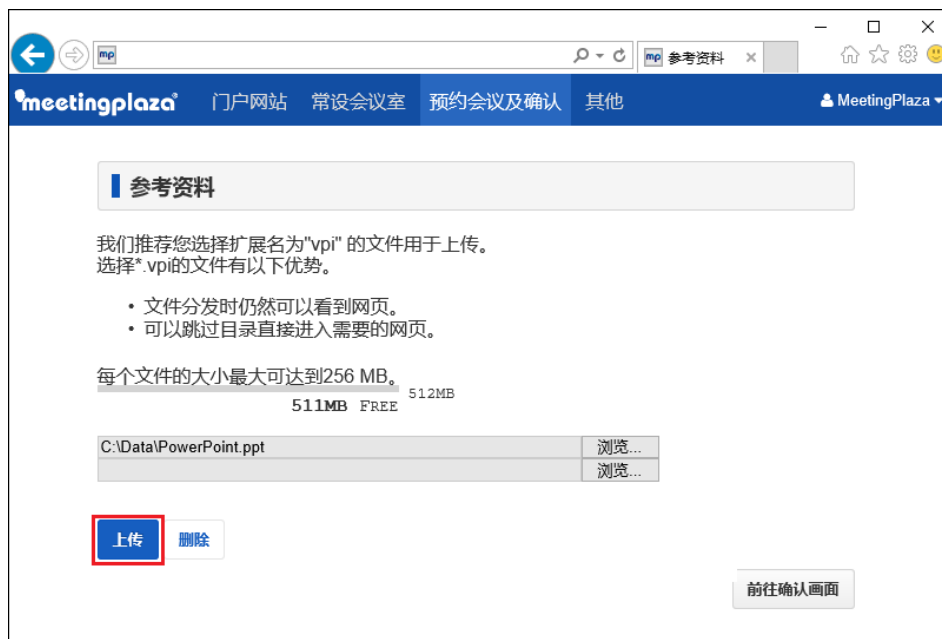 mp
mp 参考资料
meetingplaza 门户网站 常设会议室 预约会议及确认 其他 MeetingPlaza
参考资料
我们推荐您选择扩展名为"vpi" 的文件用于上传。
选择*.vpi的文件有以下优势。
• 文件分发时仍然可以看到网页。
• 可以跳过目录直接进入需要的网页。
每个文件的大小最大可达到256 MB。
512MB
511MB FREE
C:\Data\PowerPoint.ppt 浏览...
浏览...
上传 删除
前往确认画面